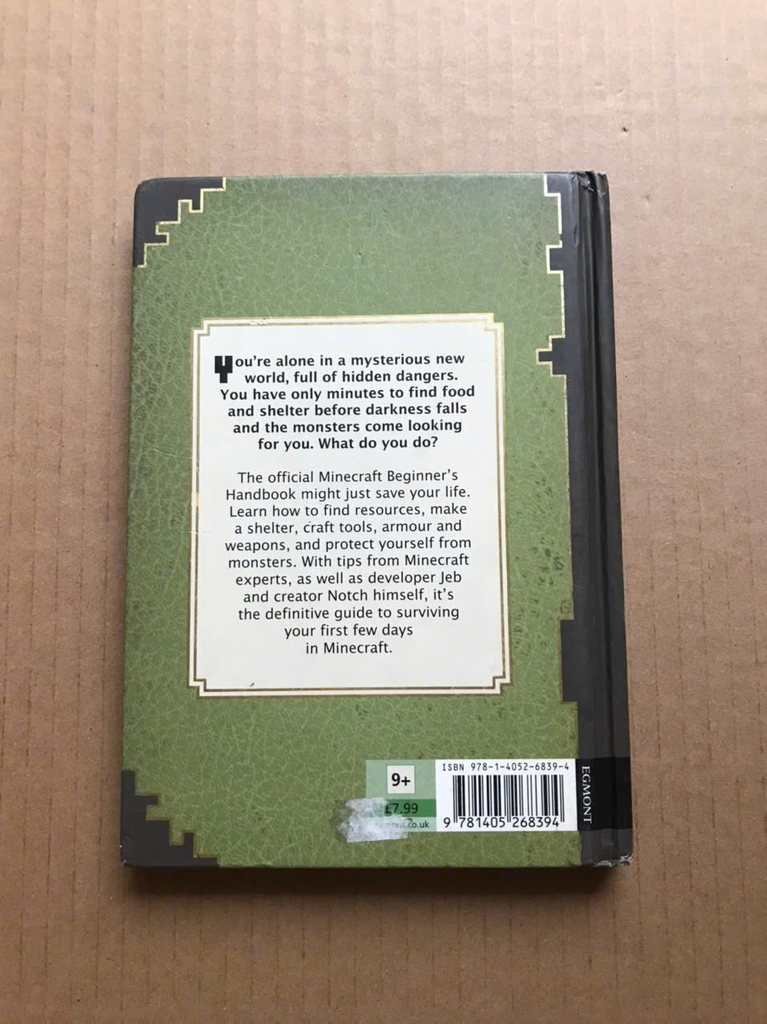 You're alone in a mysterious new
world, full of hidden dangers.
You have only minutes to find food
and shelter before darkness falls
and the monsters come looking
for you. What do you do?
The official Minecraft Beginner's
Handbook might just save your life.
Learn how to find resources, make
a shelter, craft tools, armour and
weapons, and protect yourself from
monsters. With tips from Minecraft
experts, as well as developer Jeb
and creator Notch himself, it's
the definitive guide to surviving
your first few days
in Minecraft.
9+
£7.99
.co.uk
ISBN 978-1-4052-6839-4
9 781405 268394
EGMONT